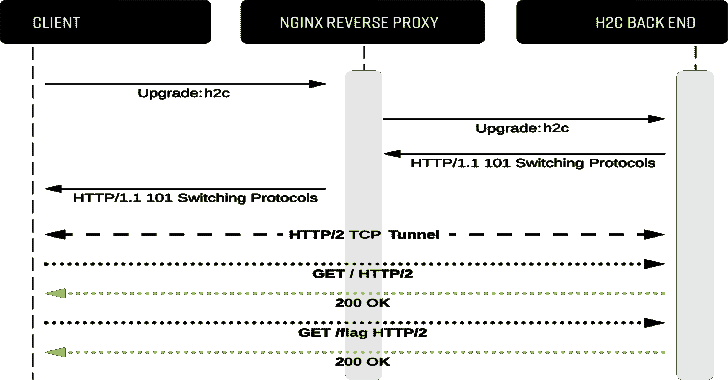 CLIENT
NGINX REVERSE PROXY
H2C BACK END
Upgrade:h2c
Upgrade:h2c
HTTP/1.1 101 Switching Protocols
HTTP/1.1 101 Switching Protocols
HTTP/2 TCP Tunnel
GET / HTTP/2
200 OK
GET /flag HTTP/2
200 OK